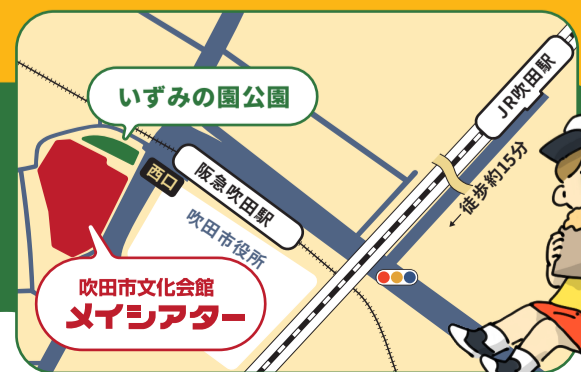 いずみの園公園
JR吹田駅
←徒歩約15分
西口
阪急吹田駅
吹田市役所
吹田市文化会館
メイシアター